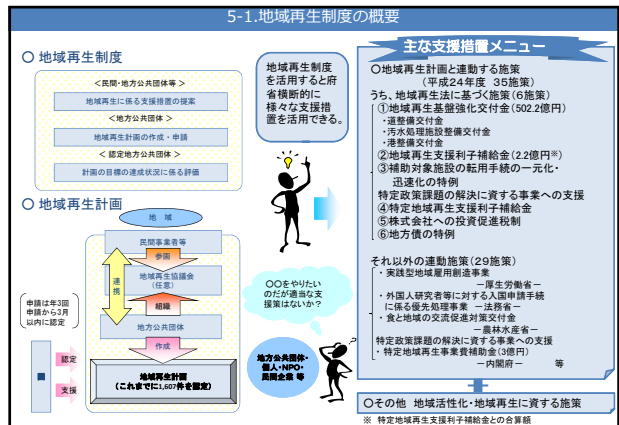 5-1.地域再生制度の概要
○ 地域再生制度
＜民間・地方公共団体等＞
地域再生に係る支援措置の提案
＜地方公共団体＞
地域再生計画の作成・申請
＜ 認定地方公共団体 ＞
計画の目標の達成状況に係る評価
○ 地域再生計画
地 域
民間事業者等
参画
連携
地域再生協議会
(任意)
組織
地方公共団体
作成
申請は年3回
申請から3月
以内に認定
認定
支援
地域再生計画
(これまでに1,607件を認定)
地域再生制度
を活用すると府
省横断的に
様々な支援措
置を活用できる。
○○をやりたい
のだが適当な支
援策はないか？
地方公共団体・
個人・NPO・
民間企業 等
主な支援措置メニュー
○地域再生計画と連動する施策
(平成24年度 35施策)
うち、地域再生法に基づく施策(6施策)
①地域再生基盤強化交付金(502.2億円)
・道整備交付金
・汚水処理施設整備交付金
・港整備交付金
②地域再生支援利子補給金(2.2億円※)
③補助対象施設の転用手続の一元化・
迅速化の特例
特定政策課題の解決に資する事業への支援
④特定地域再生支援利子補給金
⑤株式会社への投資促進税制
⑥地方債の特例
それ以外の連動施策(29施策)
・実践型地域雇用創造事業
－厚生労働省－
・外国人研究者等に対する入国申請手続
に係る優先処理事業 －法務省－
・食と地域の交流促進対策交付金
－農林水産省－
特定政策課題の解決に資する事業への支援
・特定地域再生事業費補助金(3億円)
－内閣府－ 等
○その他 地域活性化・地域再生に資する施策
※ 特定地域再生支援利子補給金との合算額